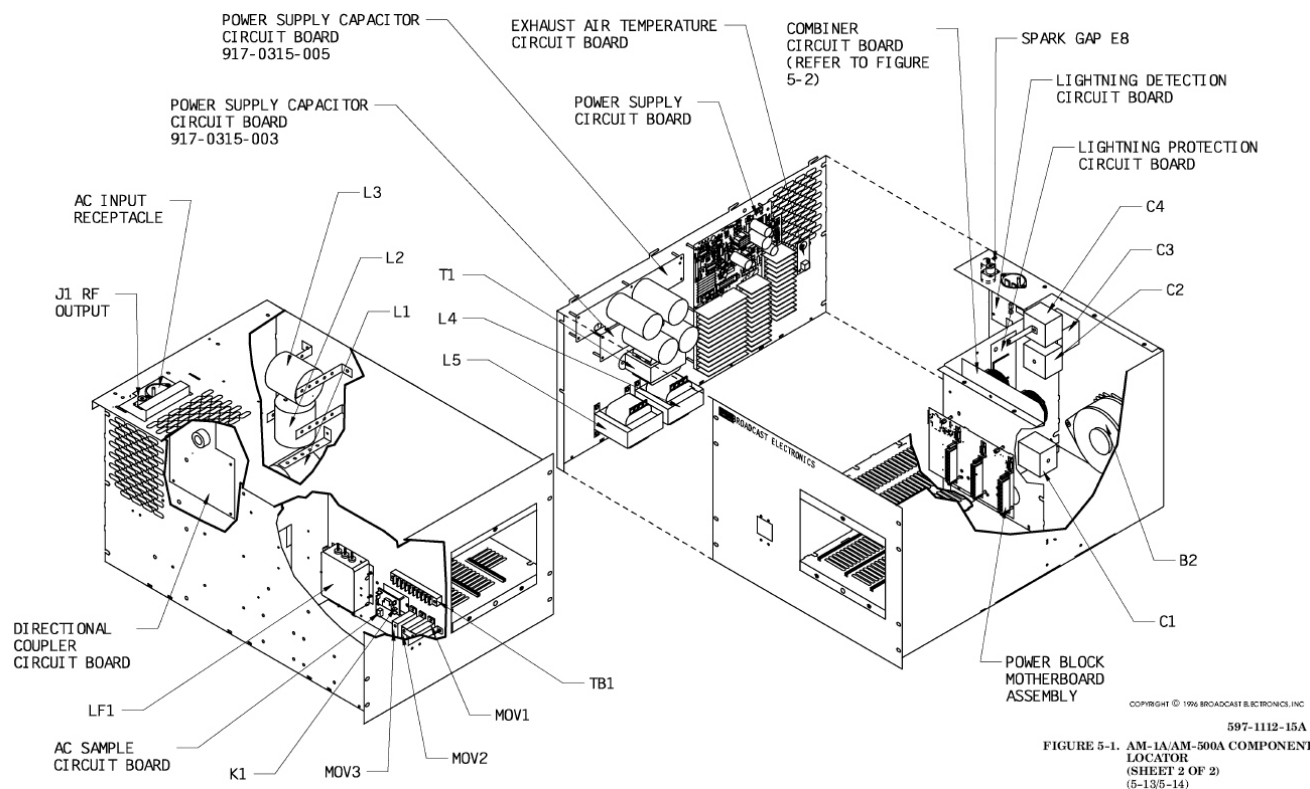 POWER SUPPLY CAPACITOR
CIRCUIT BOARD
917-0315-005
EXHAUST AIR TEMPERATURE
CIRCUIT BOARD
COMBINER
CIRCUIT BOARD
(REFER TO FIGURE
5-2)
SPARK GAP E8
LIGHTNING DETECTION
CIRCUIT BOARD
POWER SUPPLY CAPACITOR
CIRCUIT BOARD
917-0315-003
POWER SUPPLY
CIRCUIT BOARD
LIGHTNING PROTECTION
CIRCUIT BOARD
AC INPUT
RECEPTACLE
L3
C4
L2
C3
T1
J1 RF
OUTPUT
L1
L4
C2
L5
BROADCAST ELECTRONICS
B2
C1
DIRECTIONAL
COUPLER
CIRCUIT BOARD
POWER BLOCK
MOTHERBOARD
ASSEMBLY
TB1
LF1
MOV1
AC SAMPLE
CIRCUIT BOARD
MOV2
K1
MOV3
COPYRIGHT © 1996 BROADCAST ELECTRONICS, INC
597-1112-15A
FIGURE 5-1. AM-1A/AM-500A COMPONENT
LOCATOR
(SHEET 2 OF 2)
(5-13/5-14)